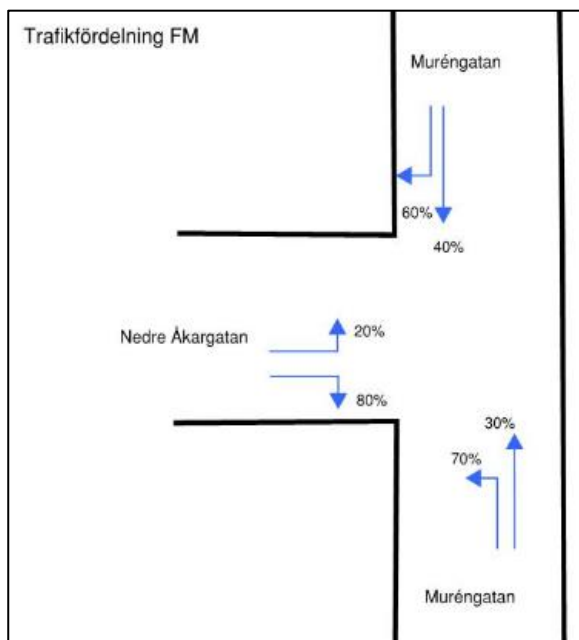 Trafikfördelning FM
Muréngatan
60%
40%
Nedre Åkargatan
20%
80%
30%
70%
Muréngatan